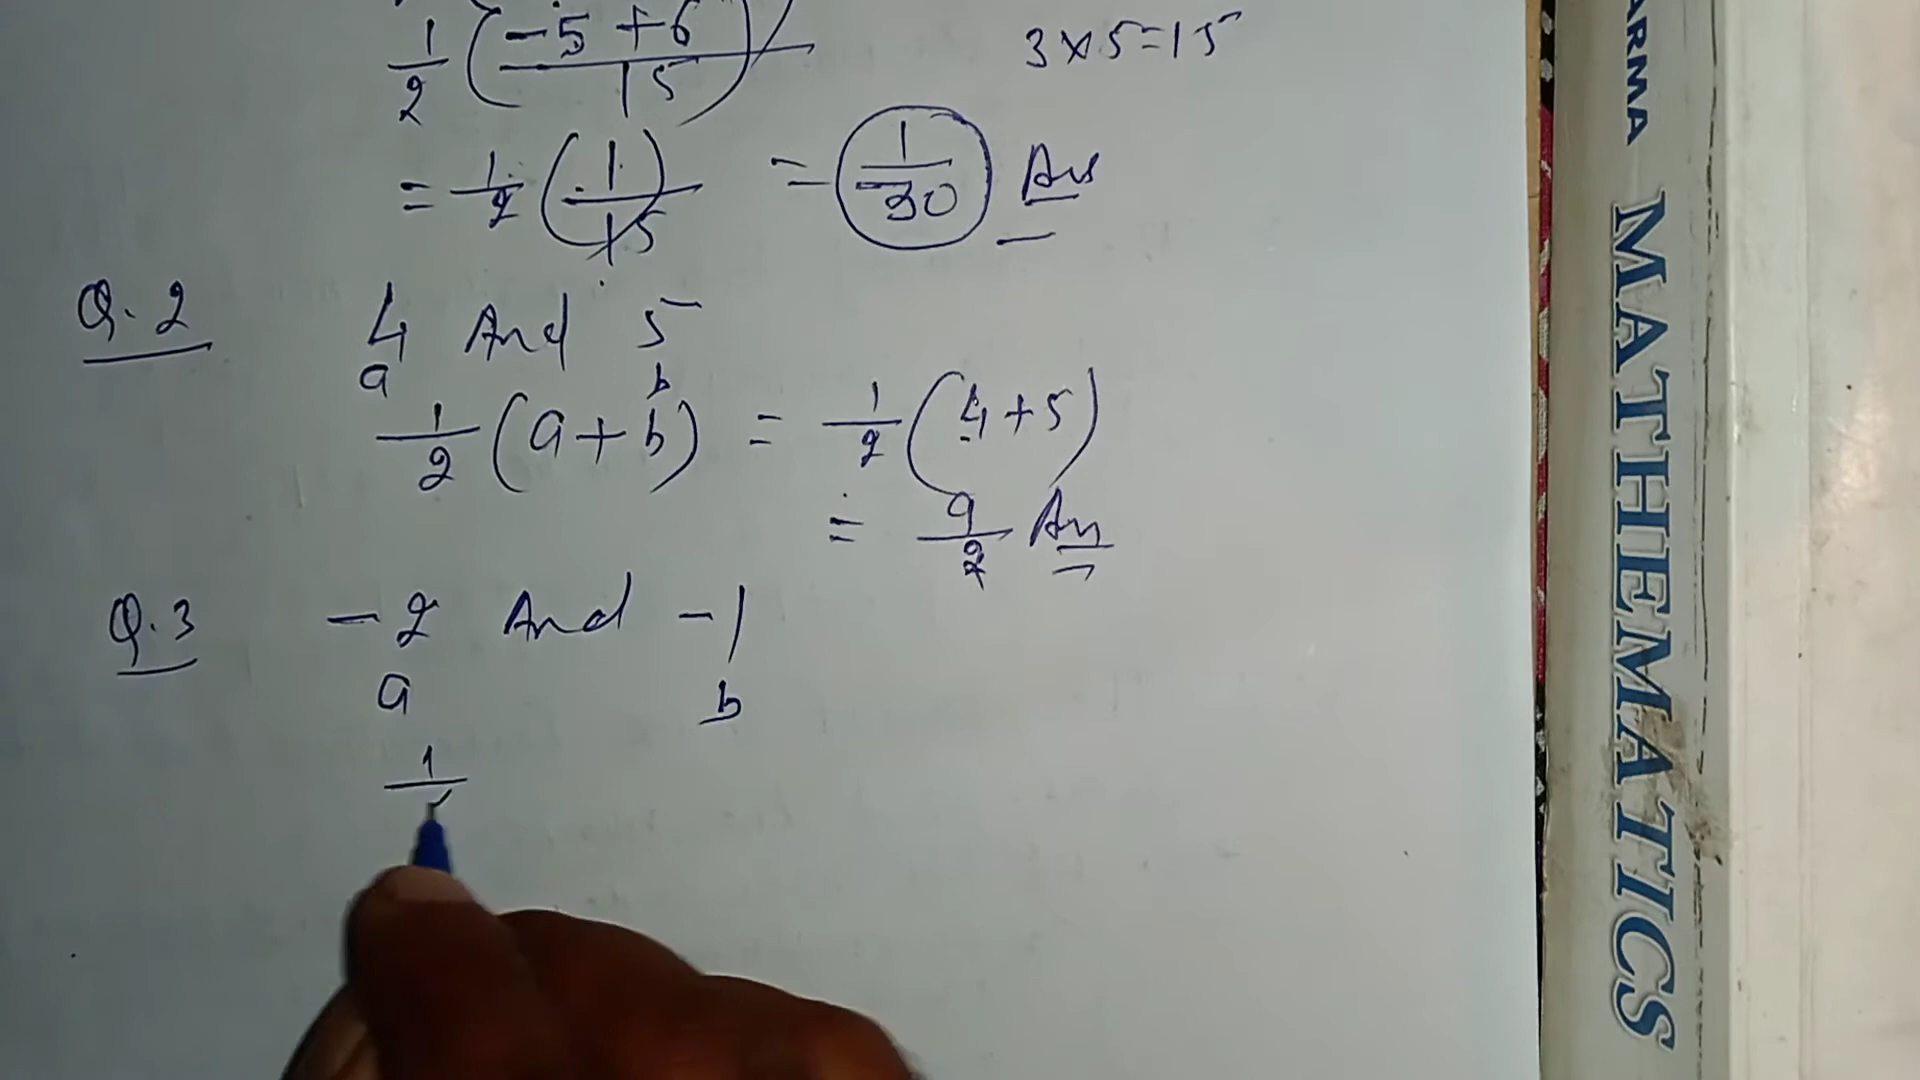 1/2 (-5+6/15)
3×5=15
= 1/2 (1/15) = 1/30 Ans
Q.2 4 And 5
a b
1/2 (a+b) = 1/2 (4+5)
= 9/2 An
Q.3 -2 And -1
a b
1/
ARMA MATHEMATICS